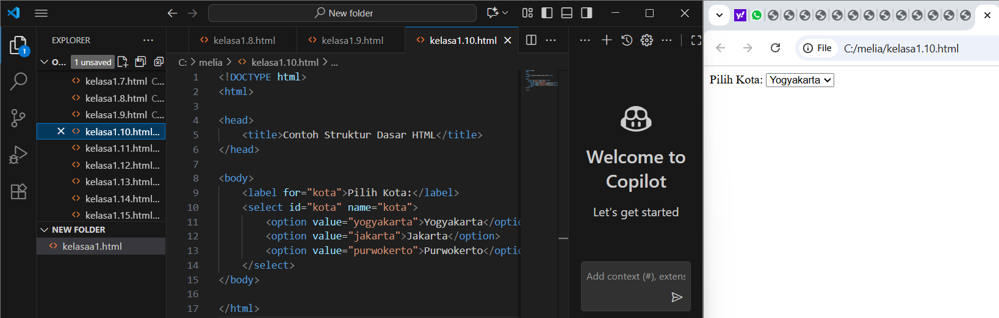 New folder
EXPLORER
O... 1 unsaved
kelasa1.7.html C...
kelasa1.8.html C...
kelasa1.9.html C...
kelasa1.10.html...
kelasa1.11.html...
kelasa1.12.html...
kelasa1.13.html...
kelasa1.14.html...
kelasa1.15.html...
NEW FOLDER
kelasaa1.html
1
kelasa1.8.html kelasa1.9.html kelasa1.10.html
C: > melia > kelasa1.10.html > ...
1 <!DOCTYPE html>
2 <html>
3
4 <head>
5 <title>Contoh Struktur Dasar HTML</title>
6 </head>
7
8 <body>
9 <label for="kota">Pilih Kota:</label>
10 <select id="kota" name="kota">
11 <option value="yogyakarta">Yogyakarta</optio
12 <option value="jakarta">Jakarta</option>
13 <option value="purwokerto">Purwokerto</optio
14 </select>
15 </body>
16
17 </html>
Welcome to
Copilot
Let's get started
Add context (#), extens
y!
File C:/melia/kelasa1.10.html
Pilih Kota: Yogyakarta